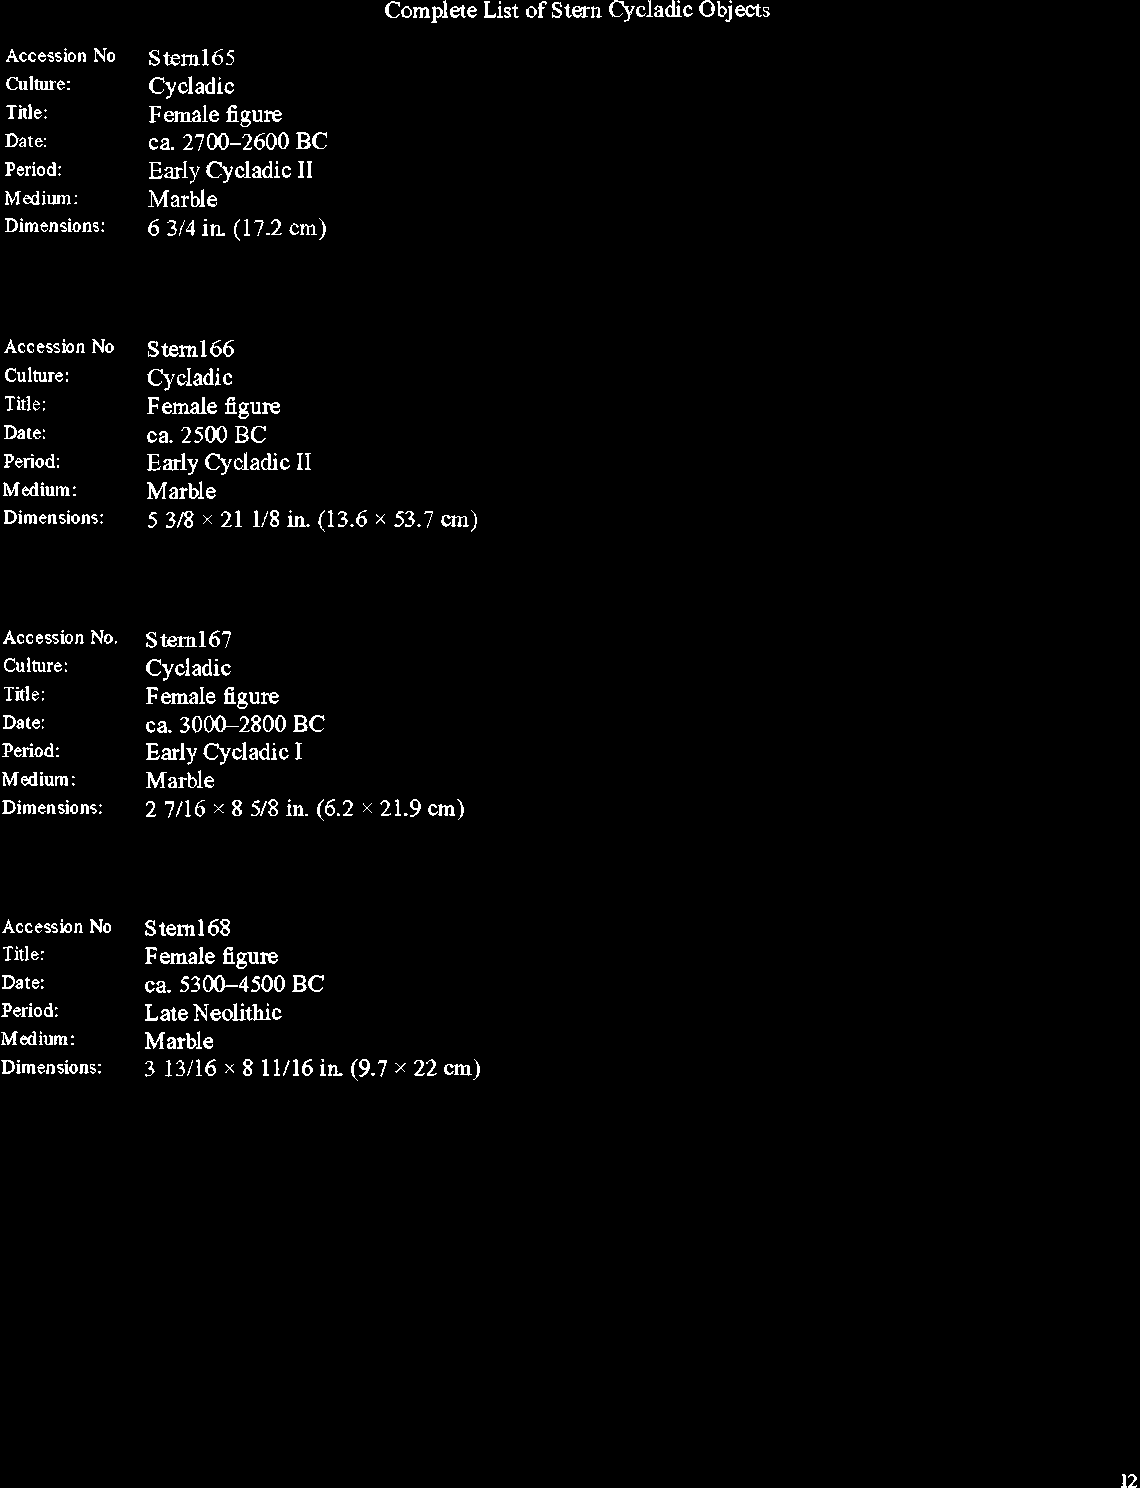 Complete List of Stern Cycladic Objects
Accession No Stern165
Culture: Cycladic
Title: Female figure
Date: ca. 2700–2600 BC
Period: Early Cycladic II
Medium: Marble
Dimensions: 6 3/4 in. (17.2 cm)
Accession No Stern166
Culture: Cycladic
Title: Female figure
Date: ca. 2500 BC
Period: Early Cycladic II
Medium: Marble
Dimensions: 5 3/8 × 21 1/8 in. (13.6 × 53.7 cm)
Accession No. Stern167
Culture: Cycladic
Title: Female figure
Date: ca. 3000–2800 BC
Period: Early Cycladic I
Medium: Marble
Dimensions: 2 7/16 × 8 5/8 in. (6.2 × 21.9 cm)
Accession No Stern168
Title: Female figure
Date: ca. 5300–4500 BC
Period: Late Neolithic
Medium: Marble
Dimensions: 3 13/16 × 8 11/16 in. (9.7 × 22 cm)
12